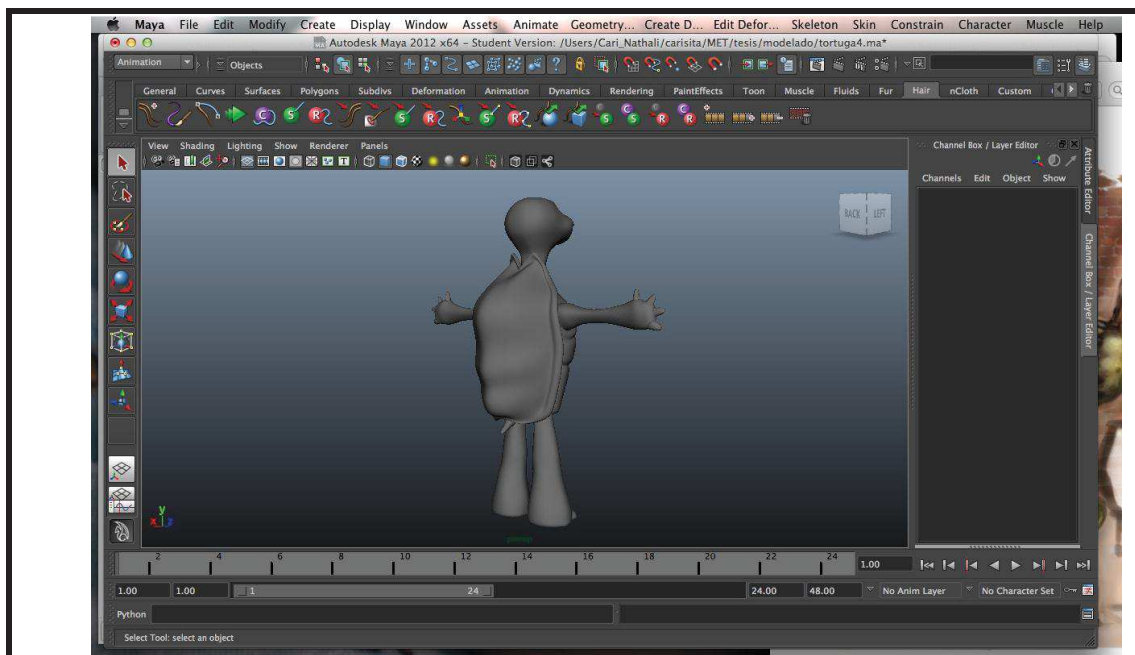 Maya File Edit Modify Create Display Window Assets Animate Geometry... Create D... Edit Defor... Skeleton Skin Constrain Character Muscle Help
Autodesk Maya 2012 x64 - Student Version: /Users/Cari_Nathali/carisita/MET/tesis/modelado/tortuga4.ma*
Animation Objects
General Curves Surfaces Polygons Subdivs Deformation Animation Dynamics Rendering PaintEffects Toon Muscle Fluids Fur Hair nCloth Custom
View Shading Lighting Show Renderer Panels
Channel Box / Layer Editor
Channels Edit Object Show
Attribute Editor
Channel Box / Layer Editor
BACK LEFT
y
x z
persp
2 4 6 8 10 12 14 16 18 20 22 24
1.00
1.00 1.00 1 24 24.00 48.00 No Anim Layer No Character Set
Python
Select Tool: select an object